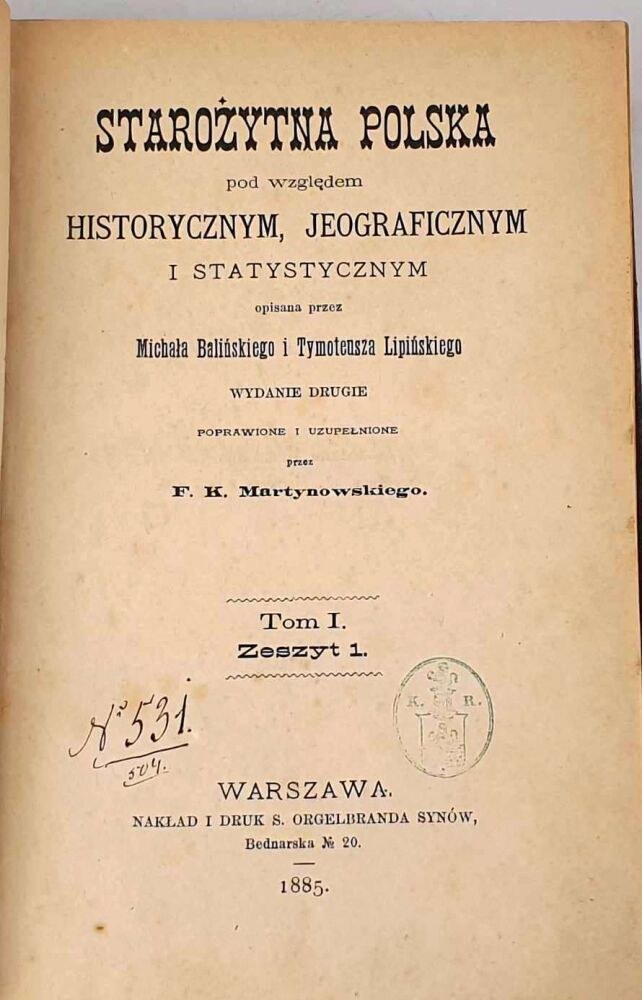 STAROŻYTNA POLSKA
pod względem
HISTORYCZNYM, JEOGRAFICZNYM
I STATYSTYCZNYM
opisana przez
Michała Balińskiego i Tymoteusza Lipińskiego
WYDANIE DRUGIE
POPRAWIONE I UZUPEŁNIONE
przez
F. K. Martynowskiego.
Tom I.
Zeszyt 1.
K. R.
№ 531.
504.
WARSZAWA.
NAKŁAD I DRUK S. ORGELBRANDA SYNÓW,
Bednarska № 20.
1885.